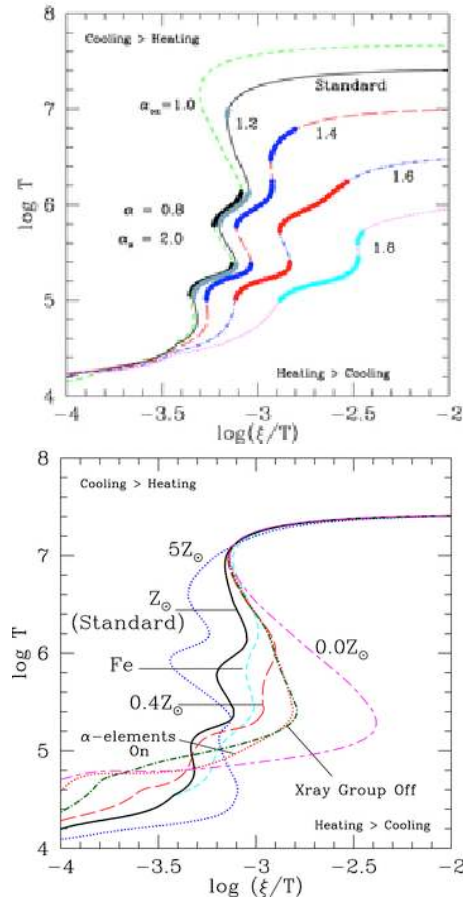 8
Cooling > Heating
Standard
α_ox=1.0
1.2
7
1.4
1.6
log T
α = 0.8
6
α_s = 2.0
1.8
5
Heating > Cooling
4
-4 -3.5 -3 -2.5 -2
log(ξ/T)
8
Cooling > Heating
5Z⊙
7
Z⊙
(Standard)
0.0Z⊙
log T
6
Fe
0.4Z⊙
α-elements
On
5
Xray Group Off
Heating > Cooling
4
-4 -3.5 -3 -2.5 -2
log (ξ/T)